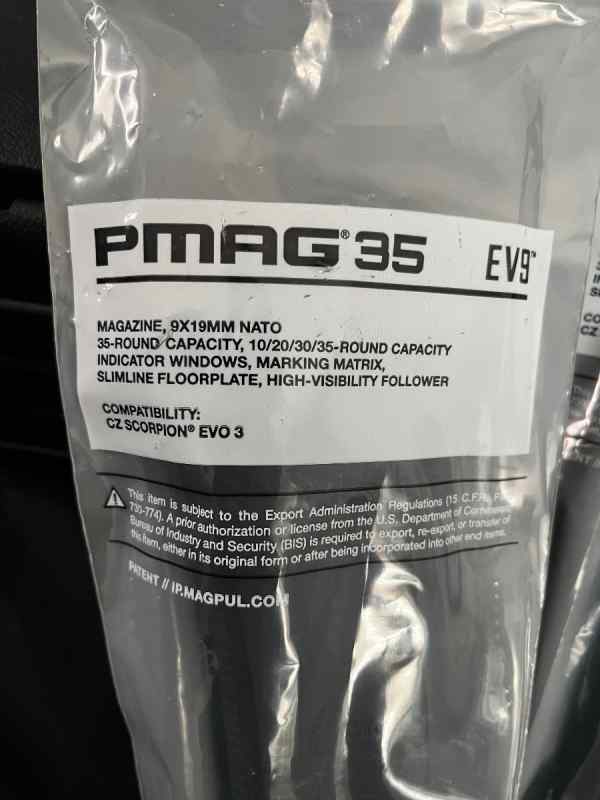 PMAG® 35 EV9™
MAGAZINE, 9X19MM NATO
35-ROUND CAPACITY, 10/20/30/35-ROUND CAPACITY
INDICATOR WINDOWS, MARKING MATRIX,
SLIMLINE FLOORPLATE, HIGH-VISIBILITY FOLLOWER
COMPATIBILITY:
CZ SCORPION® EVO 3
This item is subject to the Export Administration Regulations (15 C.F.R.
730-774). A prior authorization or license from the U.S. Department of
Bureau of Industry and Security (BIS) is required to export, re-export, or transfer of
this item, either in its original form or after being incorporated into other end items.
PATENT // IP.MAGPUL.COM
CZ